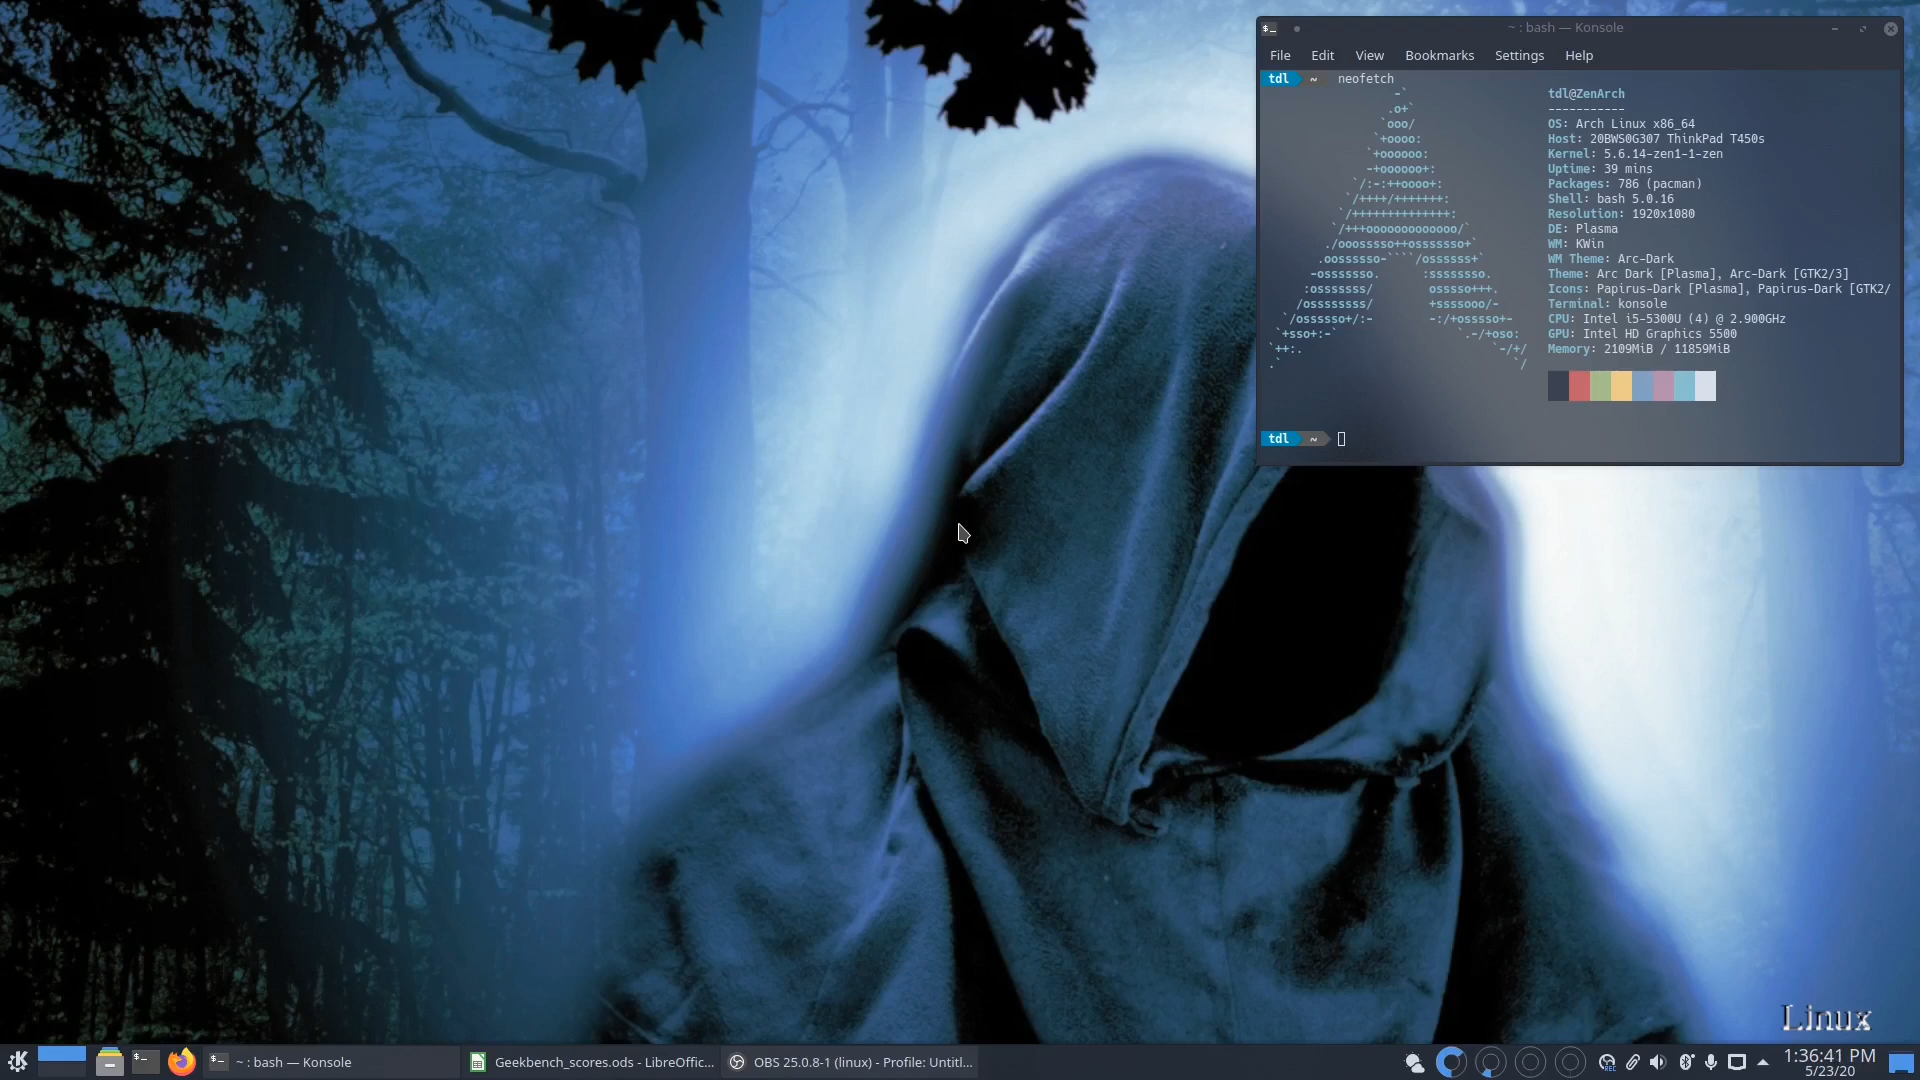 ~ : bash — Konsole
File Edit View Bookmarks Settings Help
tdl ~ neofetch
tdl@ZenArch
-----------
OS: Arch Linux x86_64
Host: 20BWS0G307 ThinkPad T450s
Kernel: 5.6.14-zen1-1-zen
Uptime: 39 mins
Packages: 786 (pacman)
Shell: bash 5.0.16
Resolution: 1920x1080
DE: Plasma
WM: KWin
WM Theme: Arc-Dark
Theme: Arc Dark [Plasma], Arc-Dark [GTK2/3]
Icons: Papirus-Dark [Plasma], Papirus-Dark [GTK2/
Terminal: konsole
CPU: Intel i5-5300U (4) @ 2.900GHz
GPU: Intel HD Graphics 5500
Memory: 2109MiB / 11859MiB
tdl ~
Linux
~ : bash — Konsole
Geekbench_scores.ods - LibreOffic...
OBS 25.0.8-1 (linux) - Profile: Untitl...
REC
1:36:41 PM
5/23/20